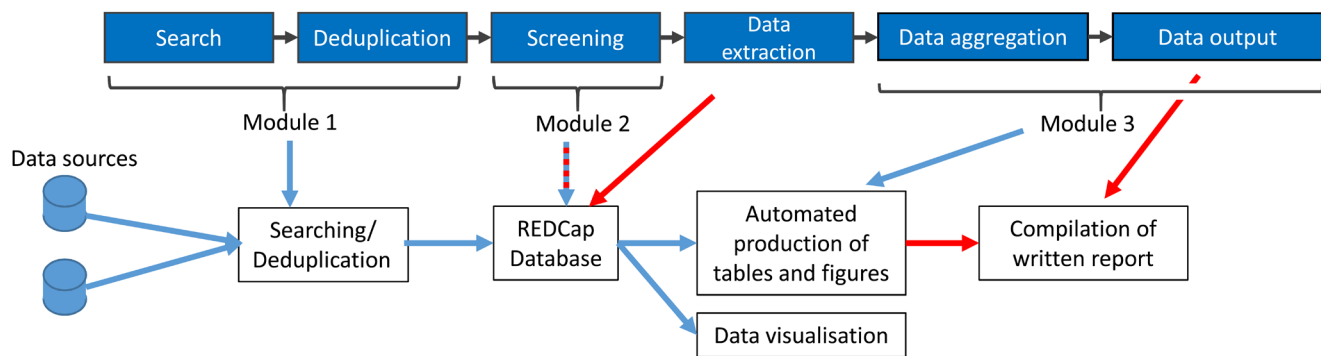 Search
Deduplication
Screening
Data
extraction
Data aggregation
Data output
Module 1
Module 2
Module 3
Data sources
Searching/
Deduplication
REDCap
Database
Automated
production of
tables and figures
Compilation of
written report
Data visualisation